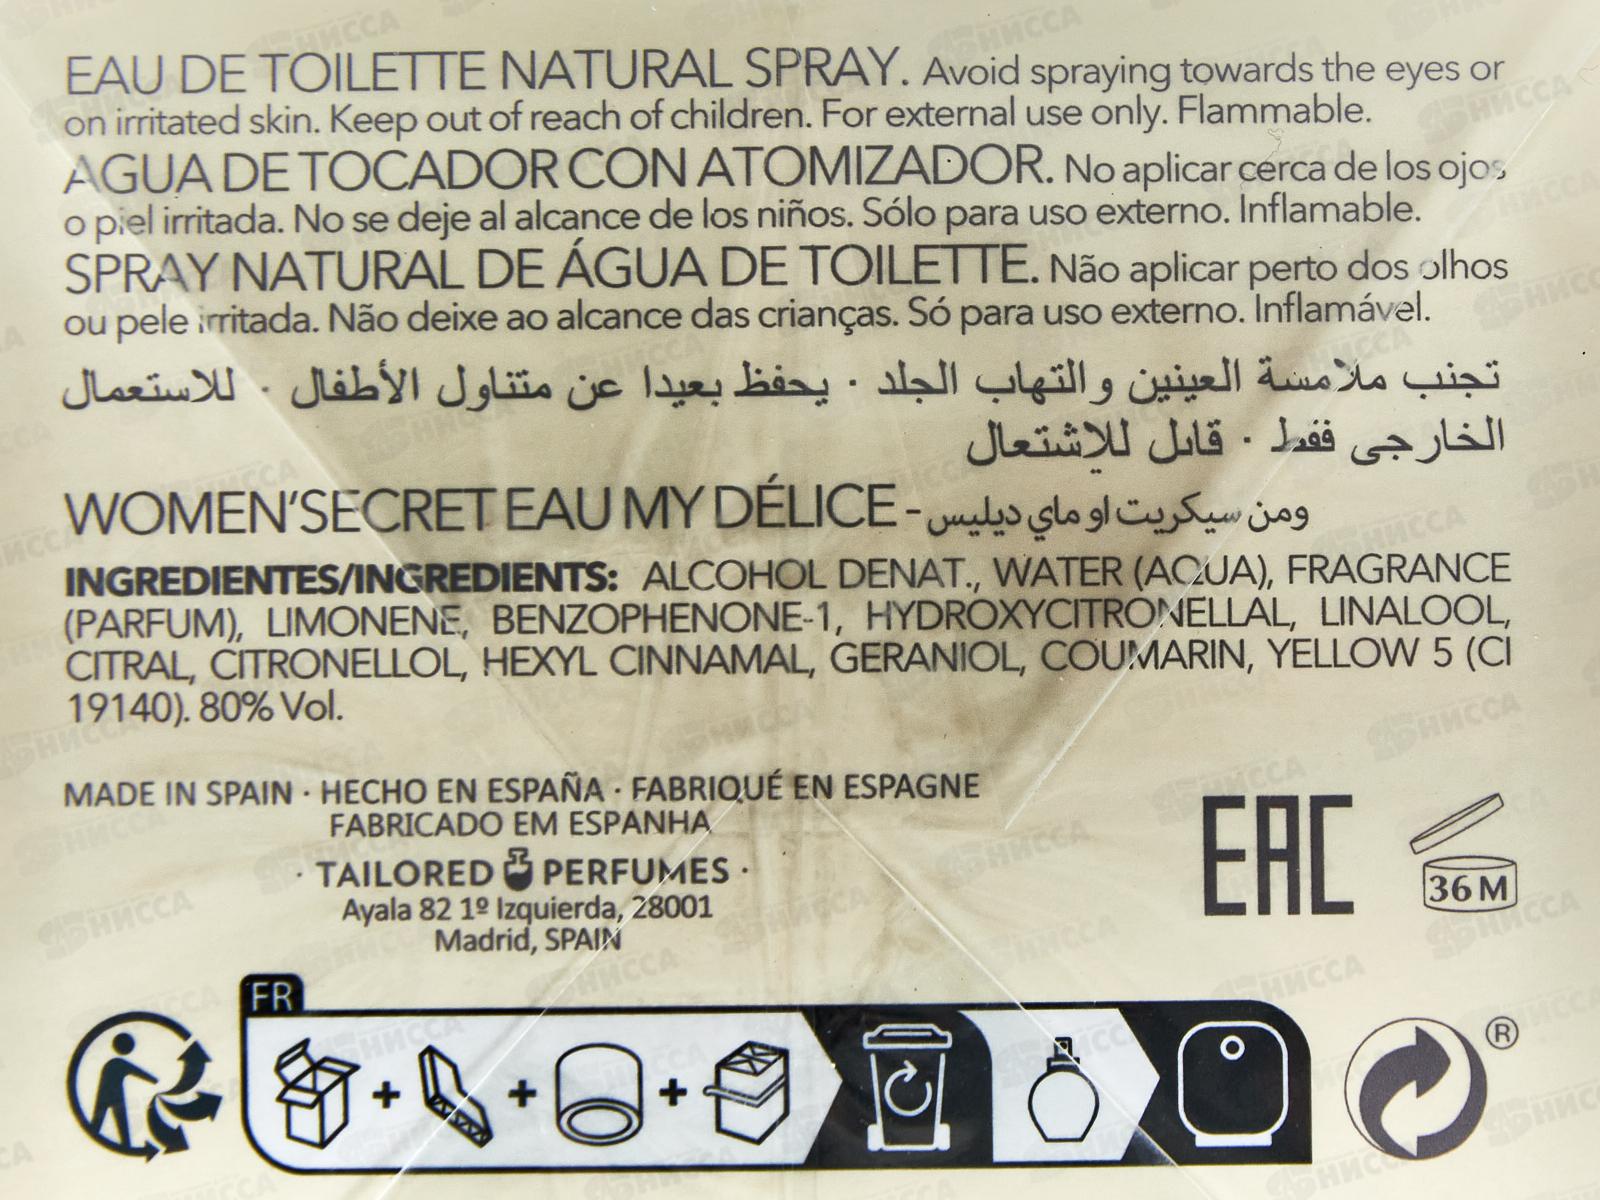 EAU DE TOILETTE NATURAL SPRAY. Avoid spraying towards the eyes or
on irritated skin. Keep out of reach of children. For external use only. Flammable.
AGUA DE TOCADOR CON ATOMIZADOR. No aplicar cerca de los ojos
o piel irritada. No se deje al alcance de los niños. Sólo para uso externo. Inflamable.
SPRAY NATURAL DE ÁGUA DE TOILETTE. Não aplicar perto dos olhos
ou pele irritada. Não deixe ao alcance das crianças. Só para uso externo. Inflamável.
تجنب ملامسة العينين و التهاب الجلد · يحفظ بعيدا عن متناول الأطفال · للاستعمال
الخارجى فقط · قابل للإشتعال
WOMEN'SECRET EAU MY DÉLICE - ومن سيكريت او ماي ديليس
INGREDIENTES/INGREDIENTS: ALCOHOL DENAT., WATER (AQUA), FRAGRANCE
(PARFUM), LIMONENE, BENZOPHENONE-1, HYDROXYCITRONELLAL, LINALOOL,
CITRAL, CITRONELLOL, HEXYL CINNAMAL, GERANIOL, COUMARIN, YELLOW 5 (CI
19140). 80% Vol.
MADE IN SPAIN · HECHO EN ESPAÑA · FABRIQUÉ EN ESPAGNE
FABRICADO EM ESPANHA
· TAILORED PERFUMES ·
Ayala 82 1º Izquierda, 28001
Madrid, SPAIN
EAC
36 M
FR
®
НИССА